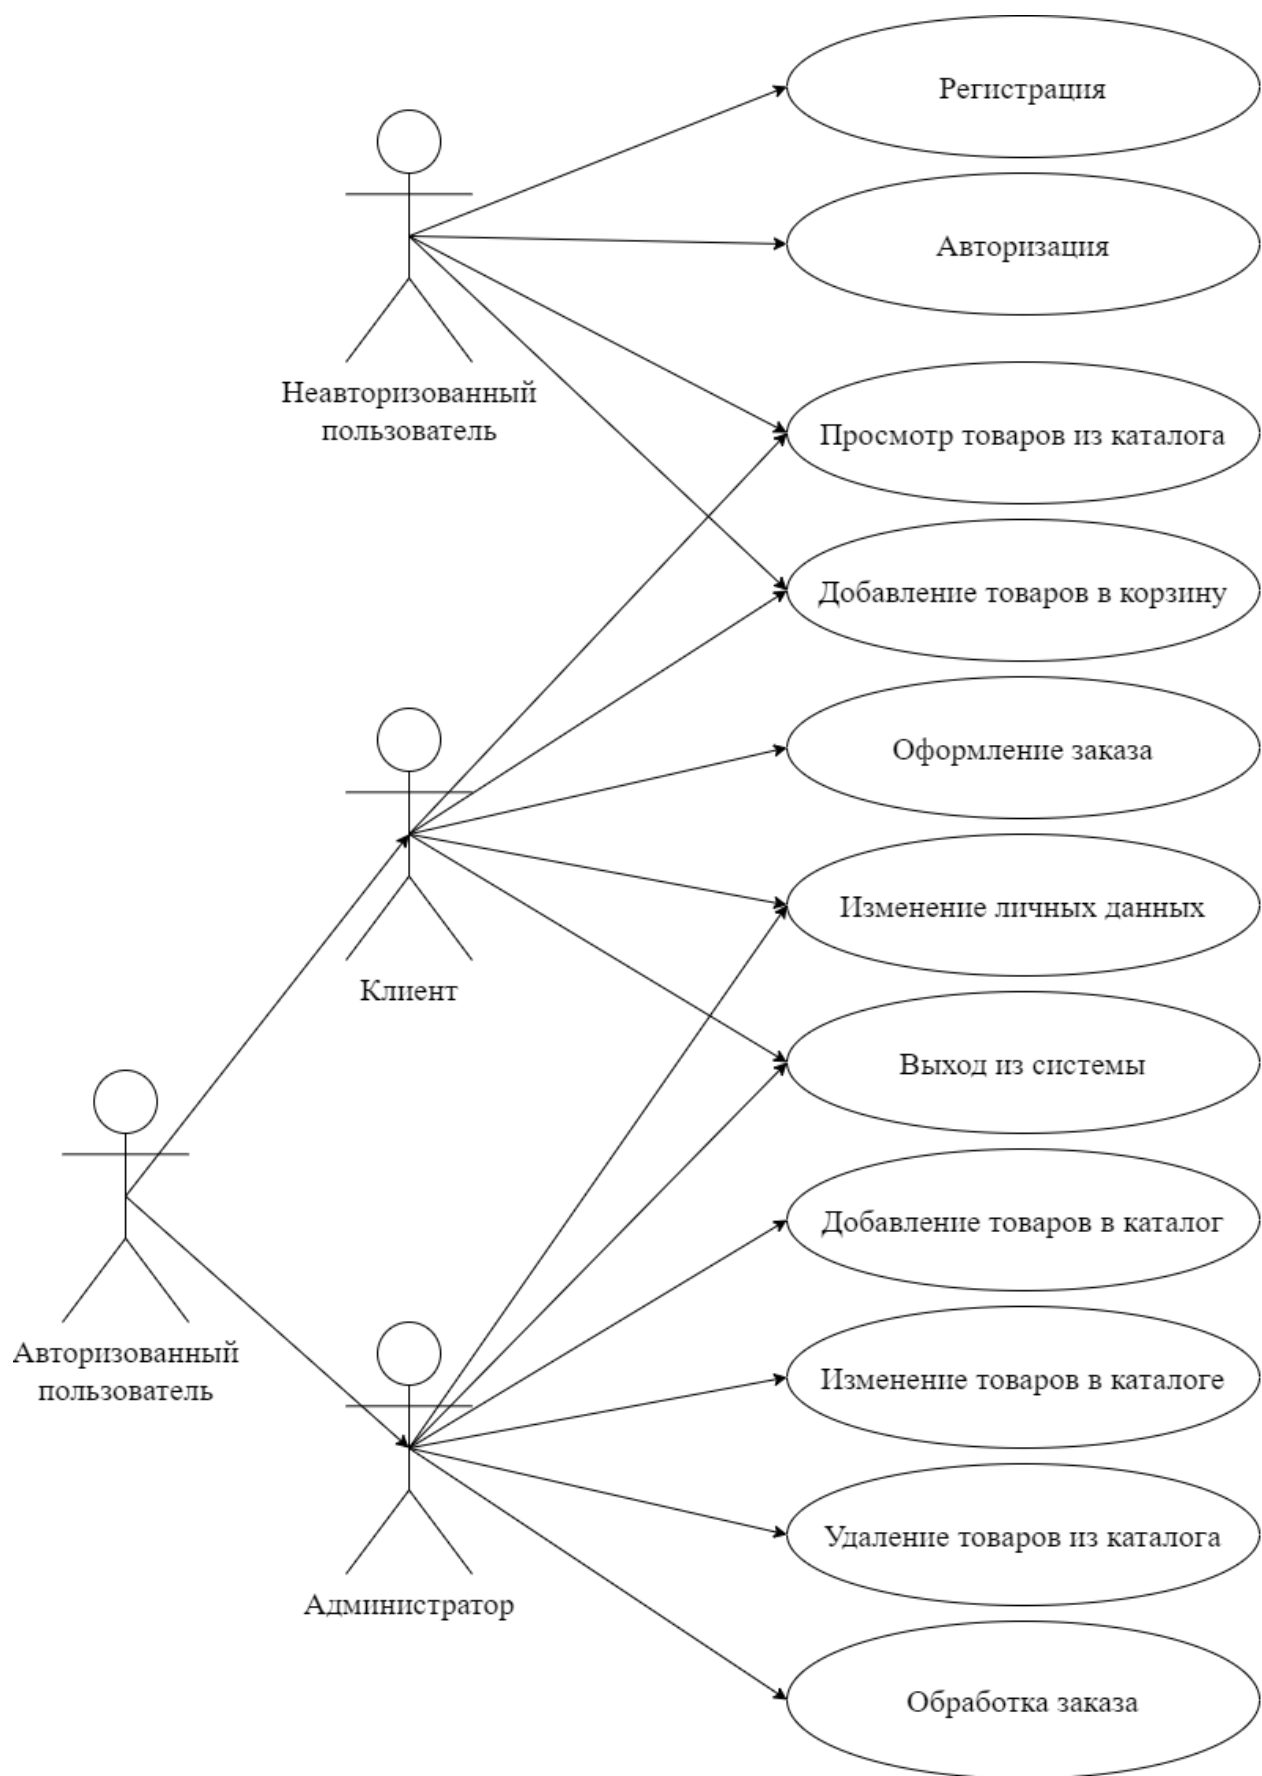 Регистрация
Авторизация
Неавторизованный
пользователь
Просмотр товаров из каталога
Добавление товаров в корзину
Оформление заказа
Изменение личных данных
Клиент
Выход из системы
Добавление товаров в каталог
Авторизованный
пользователь
Изменение товаров в каталоге
Удаление товаров из каталога
Администратор
Обработка заказа